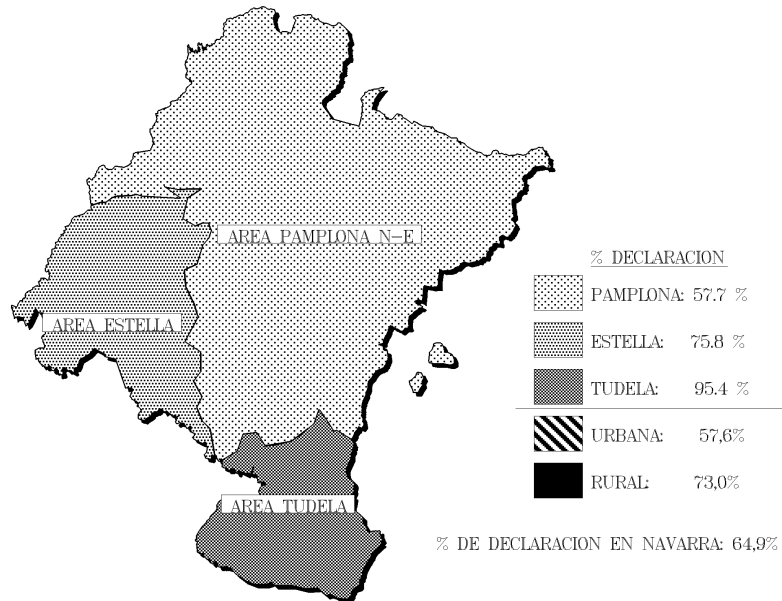 AREA PAMPLONA N-E
AREA ESTELLA
AREA TUDELA
% DECLARACION
PAMPLONA: 57.7 %
ESTELLA: 75.8 %
TUDELA: 95.4 %
URBANA: 57,6%
RURAL: 73,0%
% DE DECLARACION EN NAVARRA: 64,9%